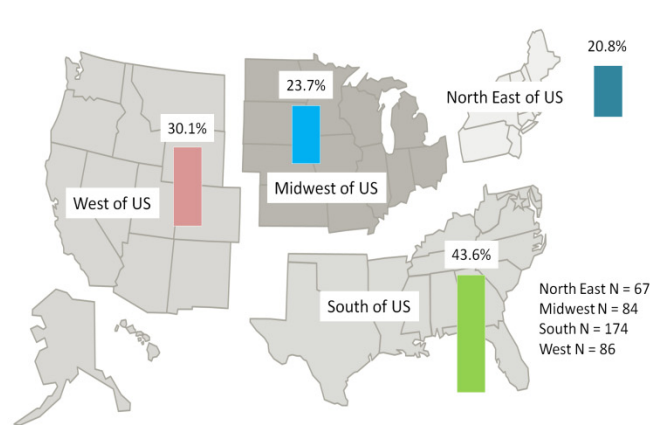 20.8%
North East of US
23.7%
Midwest of US
30.1%
West of US
43.6%
South of US
North East N = 67
Midwest N = 84
South N = 174
West N = 86